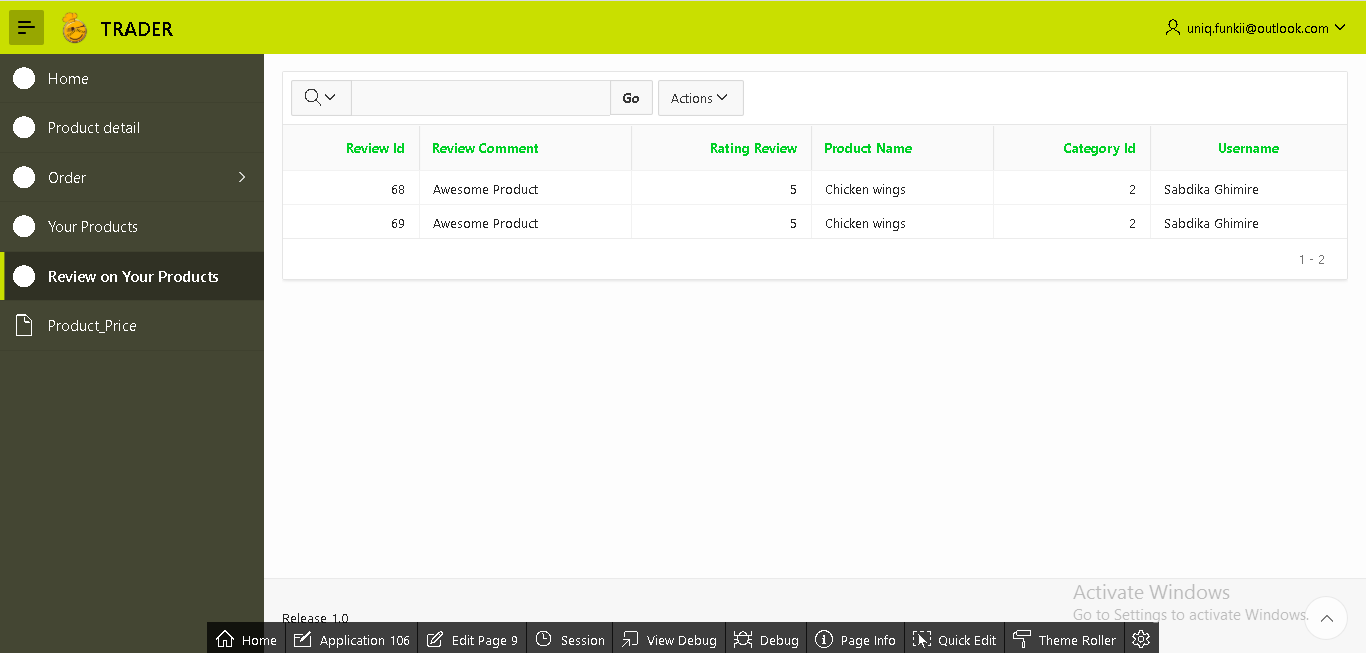 TRADER
uniq.funkii@outlook.com
Home
Product detail
Order
Your Products
Review on Your Products
Product_Price
Go
Actions
Review Id Review Comment Rating Review Product Name Category Id Username
68 Awesome Product 5 Chicken wings 2 Sabdika Ghimire
69 Awesome Product 5 Chicken wings 2 Sabdika Ghimire
1 - 2
Release 1.0
Activate Windows
Go to Settings to activate Windows.
Home Application 106 Edit Page 9 Session View Debug Debug Page Info Quick Edit Theme Roller